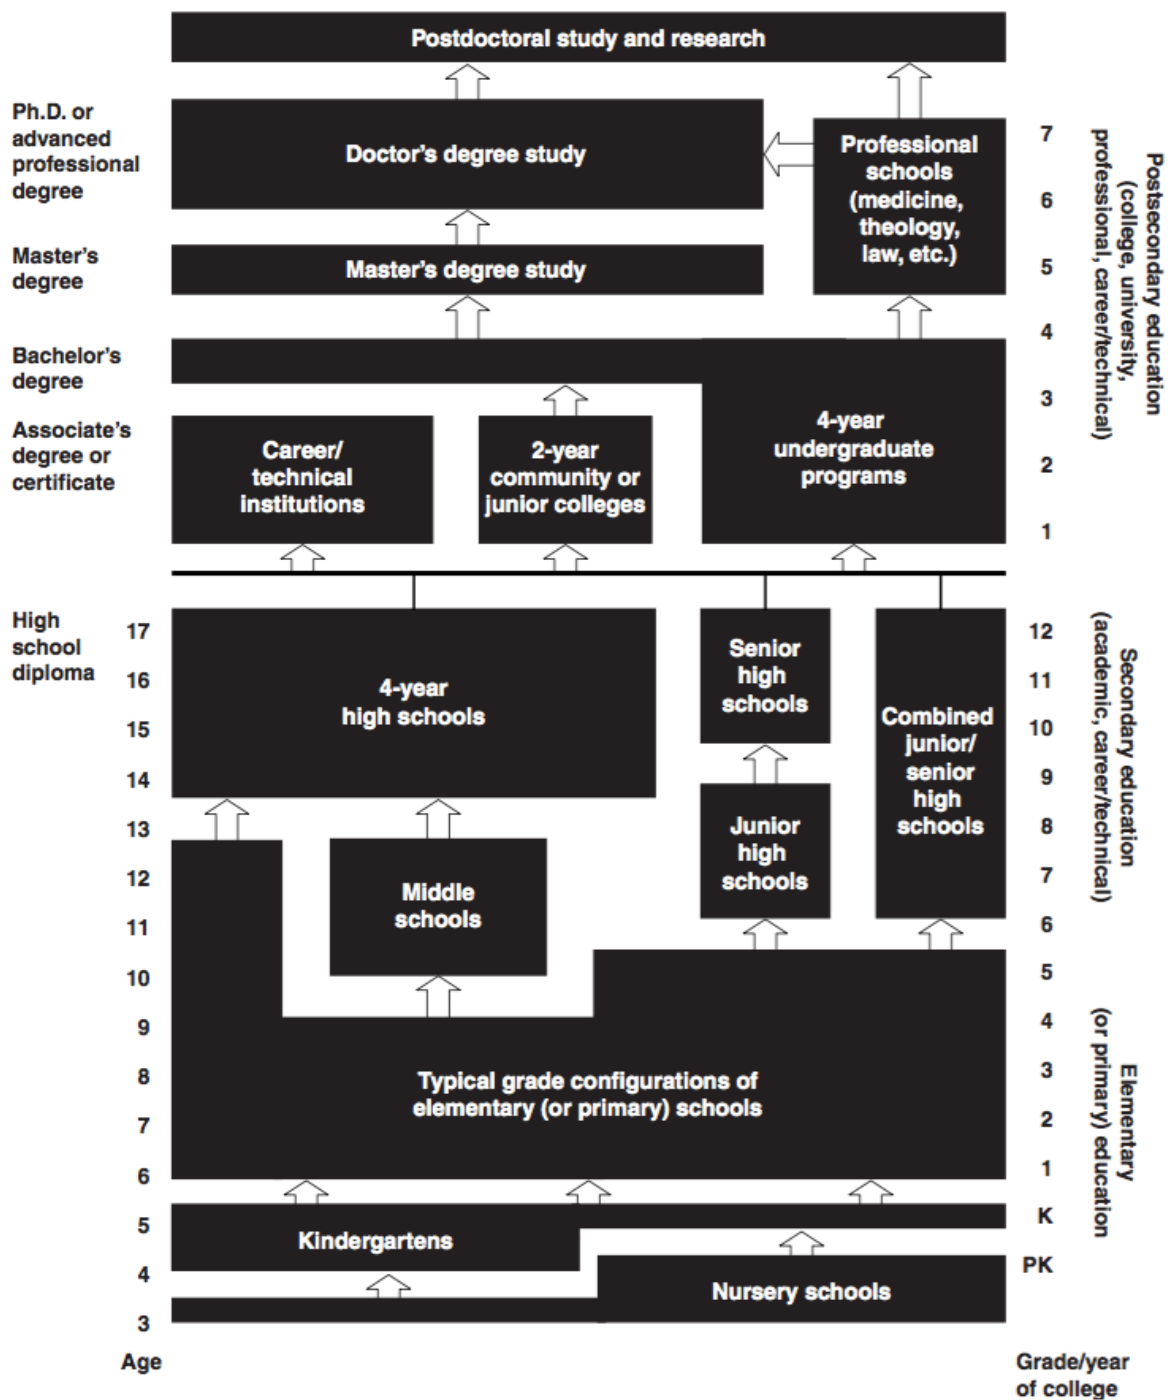 Postdoctoral study and research
Ph.D. or
advanced
professional
degree
Doctor's degree study
Professional
schools
(medicine,
theology,
law, etc.)
7
6
Master's
degree
Master's degree study
5
4
Bachelor's
degree
3
Associate's
degree or
certificate
Career/
technical
institutions
2-year
community or
junior colleges
4-year
undergraduate
programs
2
1
Postsecondary education
(college, university,
professional, career/technical)
High
school
diploma
17
16
15
14
13
12
11
10
9
8
7
6
5
4
3
Age
4-year
high schools
Senior
high
schools
Combined
junior/
senior
high
schools
Junior
high
schools
Middle
schools
Typical grade configurations of
elementary (or primary) schools
Kindergartens
Nursery schools
12
11
10
9
8
7
6
5
4
3
2
1
K
PK
Grade/year
of college
Secondary education
(academic, career/technical)
Elementary
(or primary) education